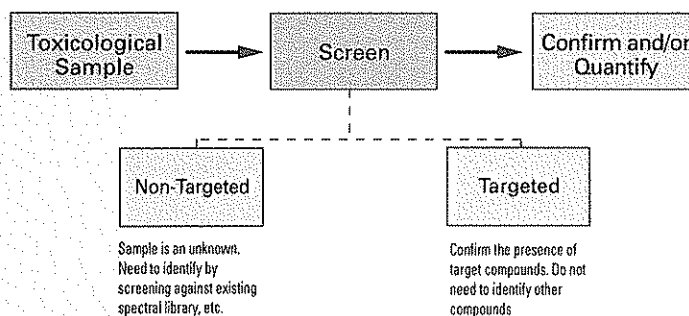 Toxicological
Sample
Screen
Confirm and/or
Quantify
Non-Targeted
Targeted
Sample is an unknown.
Need to identify by
screening against existing
spectral library, etc.
Confirm the presence of
target compounds. Do not
need to identify other
compounds